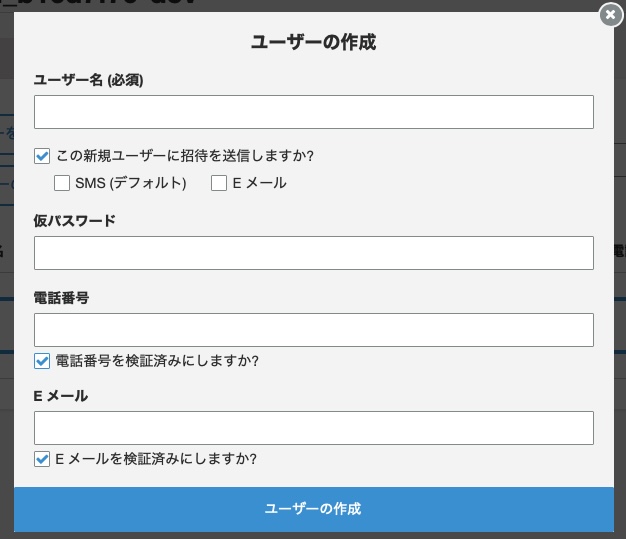 ユーザーの作成
ユーザー名 (必須)
この新規ユーザーに招待を送信しますか?
SMS (デフォルト) E メール
仮パスワード
電話番号
電話番号を検証済みにしますか?
E メール
E メールを検証済みにしますか?
ユーザーの作成